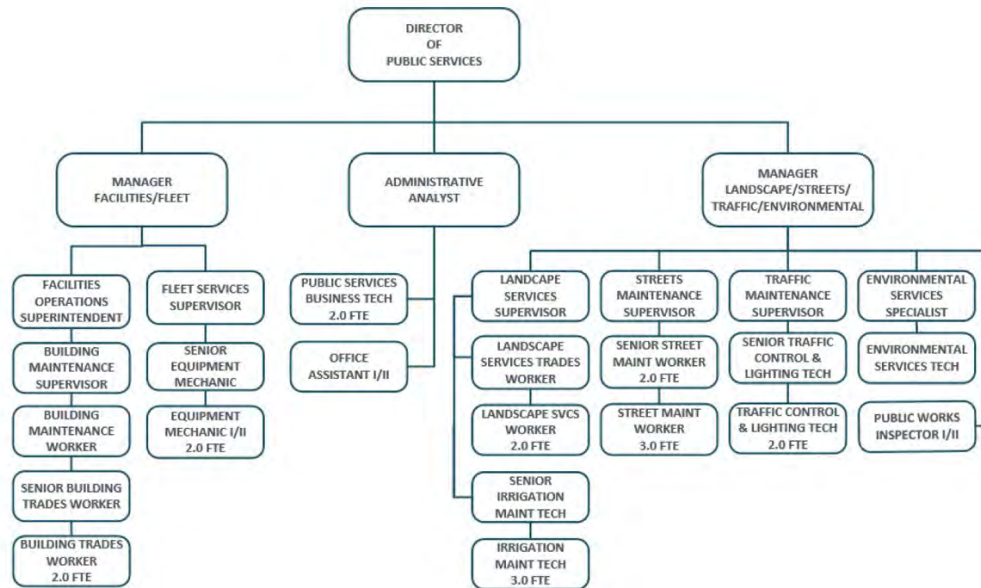 DIRECTOR
OF
PUBLIC SERVICES
MANAGER
FACILITIES/FLEET
ADMINISTRATIVE
ANALYST
MANAGER
LANDSCAPE/STREETS/
TRAFFIC/ENVIRONMENTAL
FACILITIES
OPERATIONS
SUPERINTENDENT
BUILDING
MAINTENANCE
SUPERVISOR
BUILDING
MAINTENANCE
WORKER
SENIOR BUILDING
TRADES WORKER
BUILDING TRADES
WORKER
2.0 FTE
FLEET SERVICES
SUPERVISOR
SENIOR
EQUIPMENT
MECHANIC
EQUIPMENT
MECHANIC I/II
2.0 FTE
PUBLIC SERVICES
BUSINESS TECH
2.0 FTE
OFFICE
ASSISTANT I/II
LANDSCAPE
SERVICES
SUPERVISOR
LANDSCAPE
SERVICES TRADES
WORKER
LANDSCAPE SVCS
WORKER
2.0 FTE
SENIOR
IRRIGATION
MAINT TECH
IRRIGATION
MAINT TECH
3.0 FTE
STREETS
MAINTENANCE
SUPERVISOR
SENIOR STREET
MAINT WORKER
2.0 FTE
STREET MAINT
WORKER
3.0 FTE
TRAFFIC
MAINTENANCE
SUPERVISOR
SENIOR TRAFFIC
CONTROL &
LIGHTING TECH
TRAFFIC CONTROL
& LIGHTING TECH
2.0 FTE
ENVIRONMENTAL
SERVICES
SPECIALIST
ENVIRONMENTAL
SERVICES TECH
PUBLIC WORKS
INSPECTOR I/II